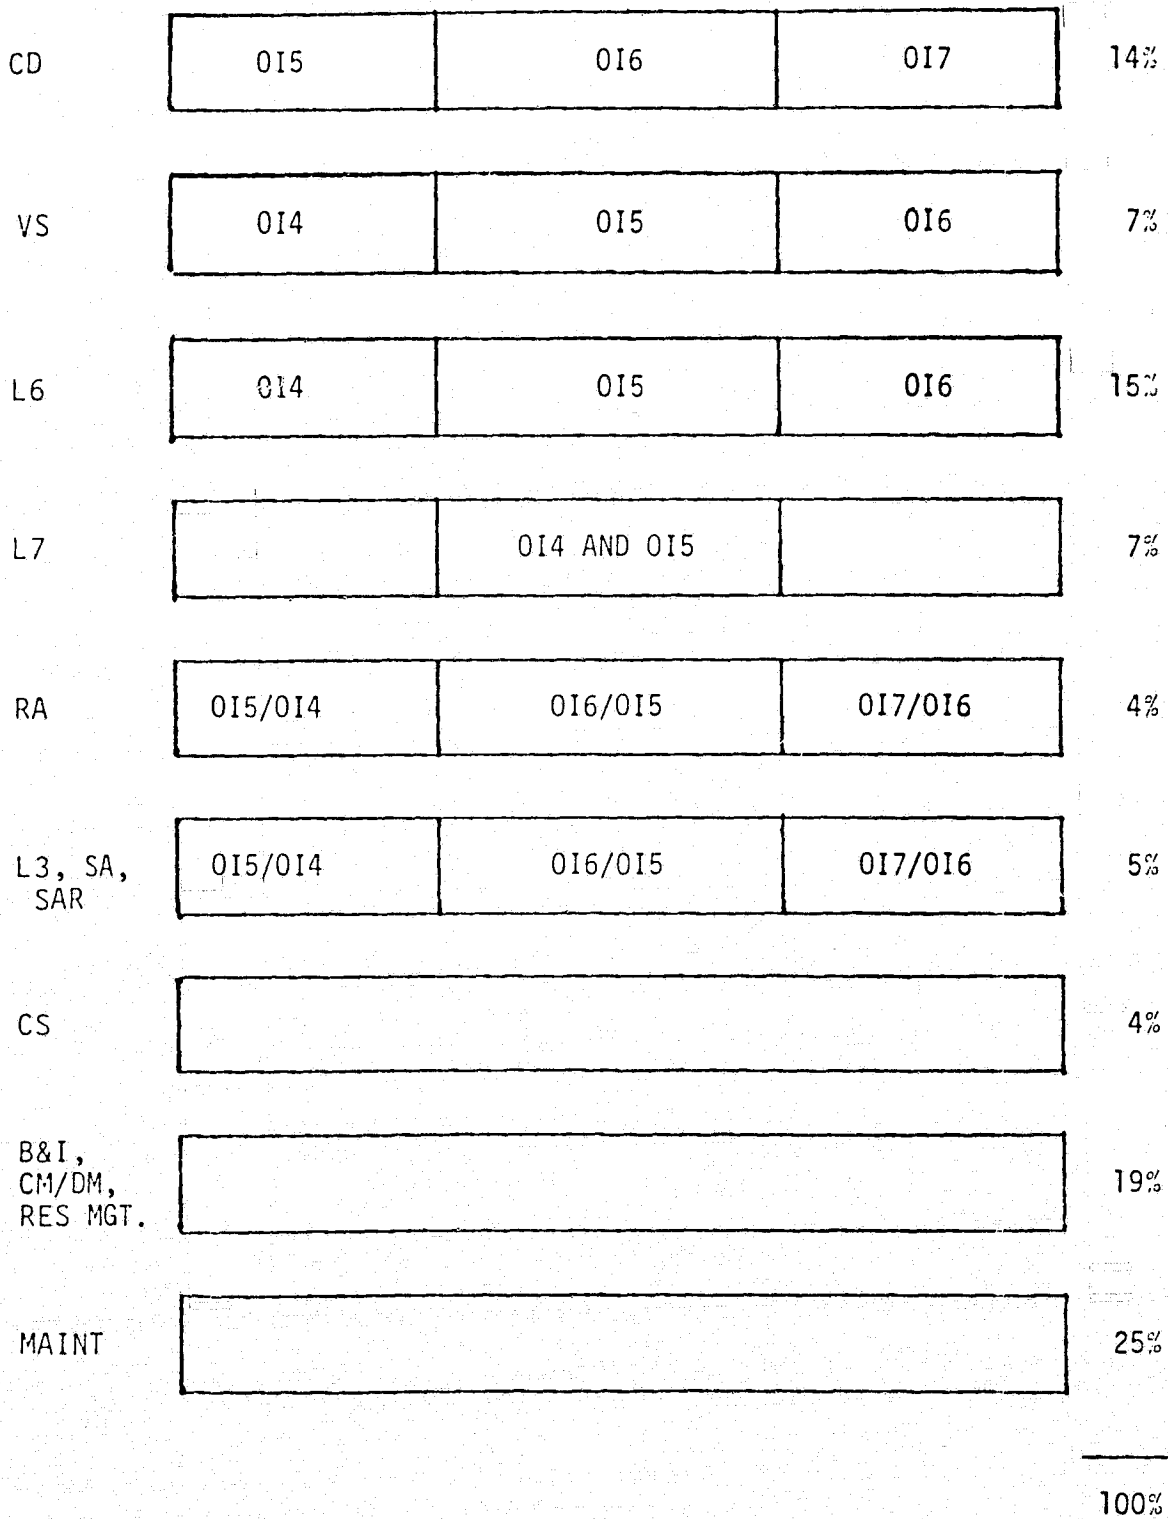 CD OI5 OI6 OI7 14%
VS OI4 OI5 OI6 7%
L6 OI4 OI5 OI6 15%
L7 OI4 AND OI5 7%
RA OI5/OI4 OI6/OI5 OI7/OI6 4%
L3, SA, OI5/OI4 OI6/OI5 OI7/OI6 5%
SAR
CS 4%
B&I,
CM/DM, 19%
RES MGT.
MAINT 25%
100%